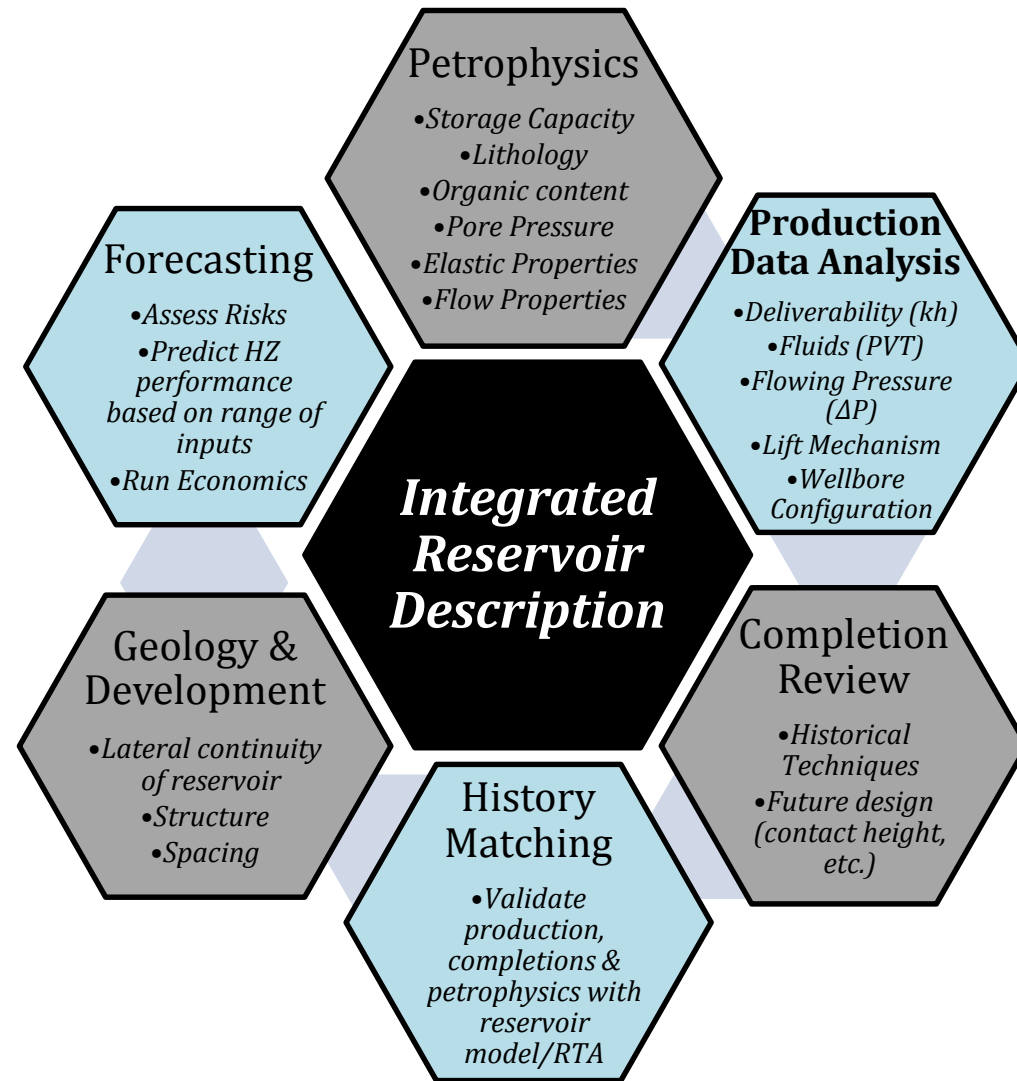 Petrophysics
•Storage Capacity
•Lithology
•Organic content
•Pore Pressure
•Elastic Properties
•Flow Properties
Production
Data Analysis
•Deliverability (kh)
•Fluids (PVT)
•Flowing Pressure
(ΔP)
•Lift Mechanism
•Wellbore
Configuration
Completion
Review
•Historical
Techniques
•Future design
(contact height,
etc.)
History
Matching
•Validate
production,
completions &
petrophysics with
reservoir
model/RTA
Geology &
Development
•Lateral continuity
of reservoir
•Structure
•Spacing
Forecasting
•Assess Risks
•Predict HZ
performance
based on range of
inputs
•Run Economics
Integrated
Reservoir
Description